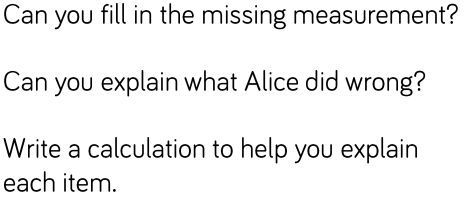 Can you fill in the missing measurement?
Can you explain what Alice did wrong?
Write a calculation to help you explain
each item.